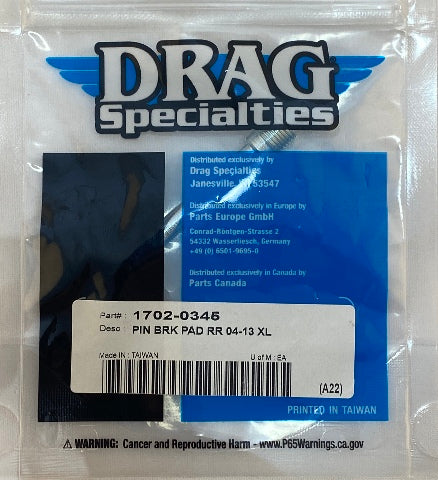 DRAG
Specialties
Distributed exclusively by
Drag Specialties
Janesville, 53547
Distributed exclusively in Europe by
Parts Europe GmbH
Conrad-Röntgen-Strasse 2
54332 Wasserliesch, Germany
+49 (0) 6501-9695-0
Distributed exclusively in Canada by
Parts Canada
Part# : 1702-0345
Desc : PIN BRK PAD RR 04-13 XL
Made IN : TAIWAN U of M : EA
(A22)
PRINTED IN TAIWAN
⚠ WARNING: Cancer and Reproductive Harm - www.P65Warnings.ca.gov